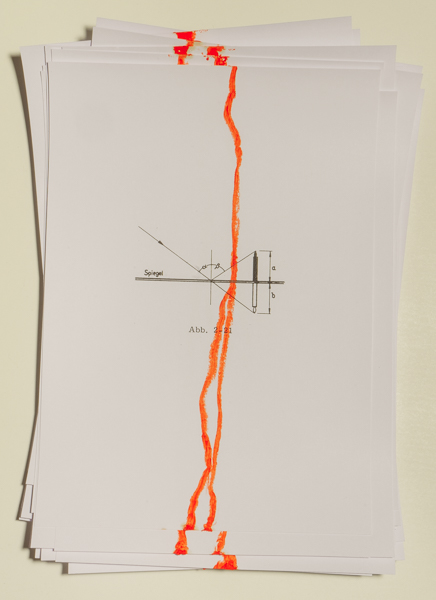 α β
a
Spiegel
b
Abb. 2-21